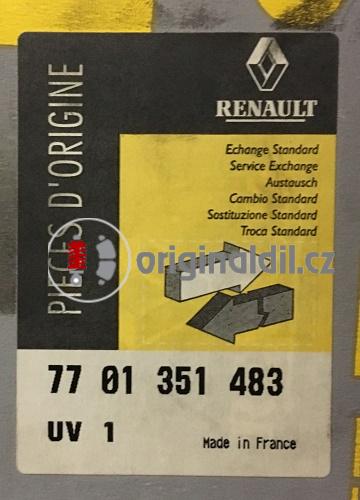 PIECES D'ORIGINE
RENAULT
Echange Standard
Service Exchange
Austausch
Cambio Standard
Sostituzione Standard
Troca Standard
originaldil.cz
77 01 351 483
UV 1
Made in France